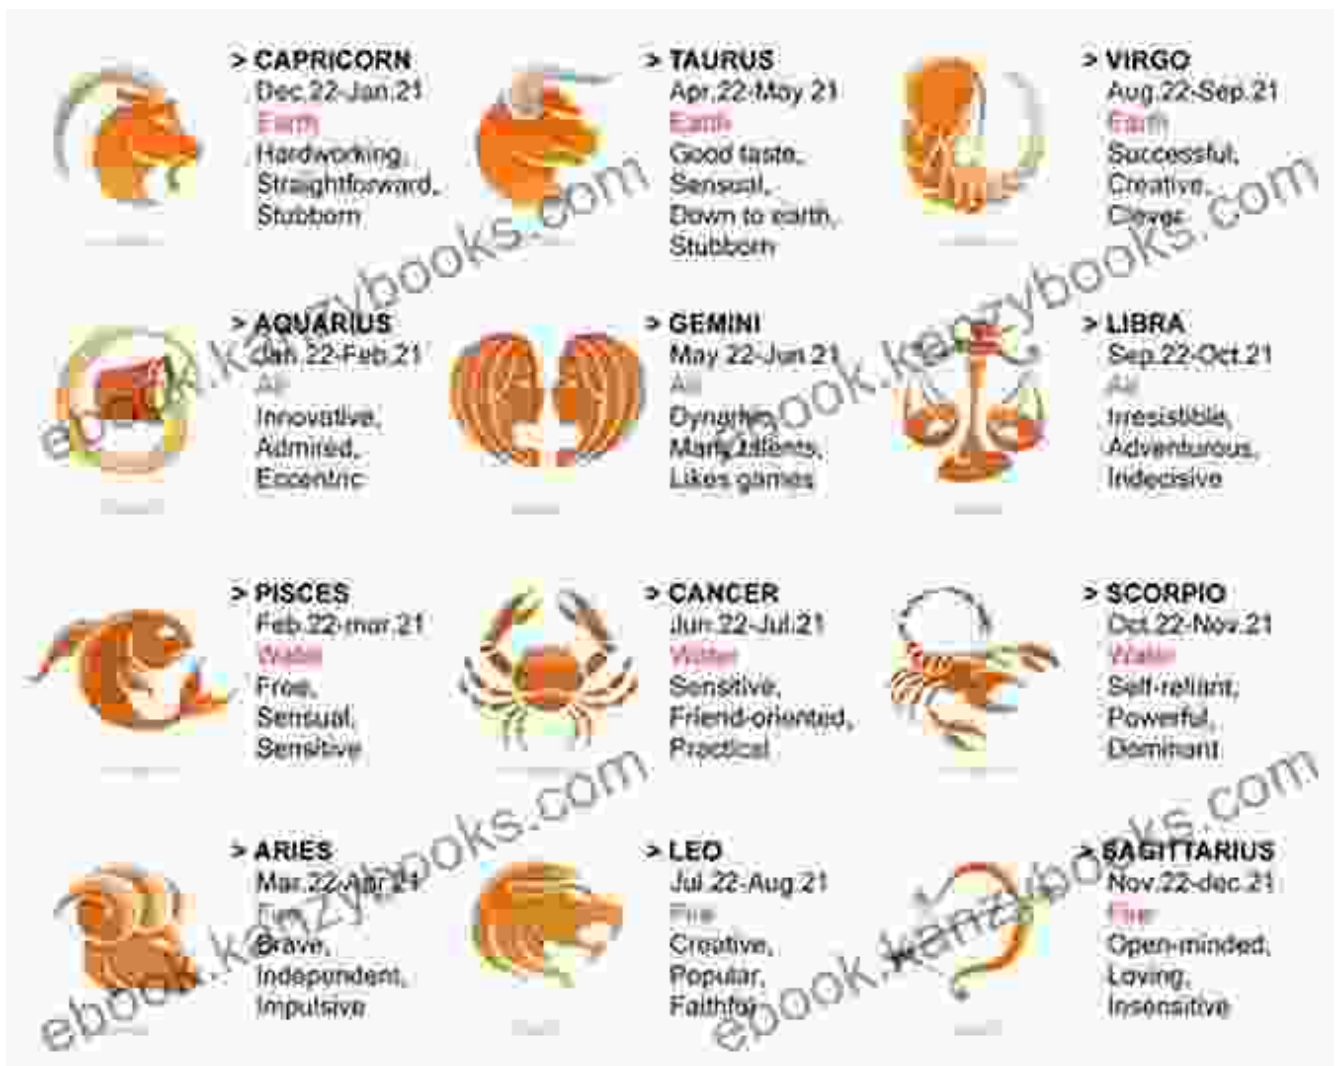 > CAPRICORN
Dec.22-Jan.21
Earth
Hardworking,
Straightforward,
Stubborn
> TAURUS
Apr.22-May 21
Earth
Good taste,
Sensual,
Down to earth,
Stubborn
> VIRGO
Aug.22-Sep.21
Earth
Successful,
Creative,
Clever
> AQUARIUS
Jan.22-Feb.21
Air
Innovative,
Admired,
Eccentric
> GEMINI
May 22-Jun 21
Air
Dynamic,
Many talents,
Likes games
> LIBRA
Sep.22-Oct.21
Air
Irresistible,
Adventurous,
Indecisive
> PISCES
Feb.22-mar.21
Water
Free,
Sensual,
Sensitive
> CANCER
Jun.22-Jul.21
Water
Sensitive,
Friend-oriented,
Practical
> SCORPIO
Oct.22-Nov.21
Water
Self-reliant,
Powerful,
Dominant
> ARIES
Mar.22-Apr 21
Fire
Brave,
Independent,
Impulsive
> LEO
Jul.22-Aug.21
Fire
Creative,
Popular,
Faithful
> SAGITTARIUS
Nov.22-dec.21
Fire
Open-minded,
Loving,
Insensitive
ebook.kanzybooks.com
ebook.kanzybooks.com
ebook.kanzybooks.com
ebook.kanzybooks.com